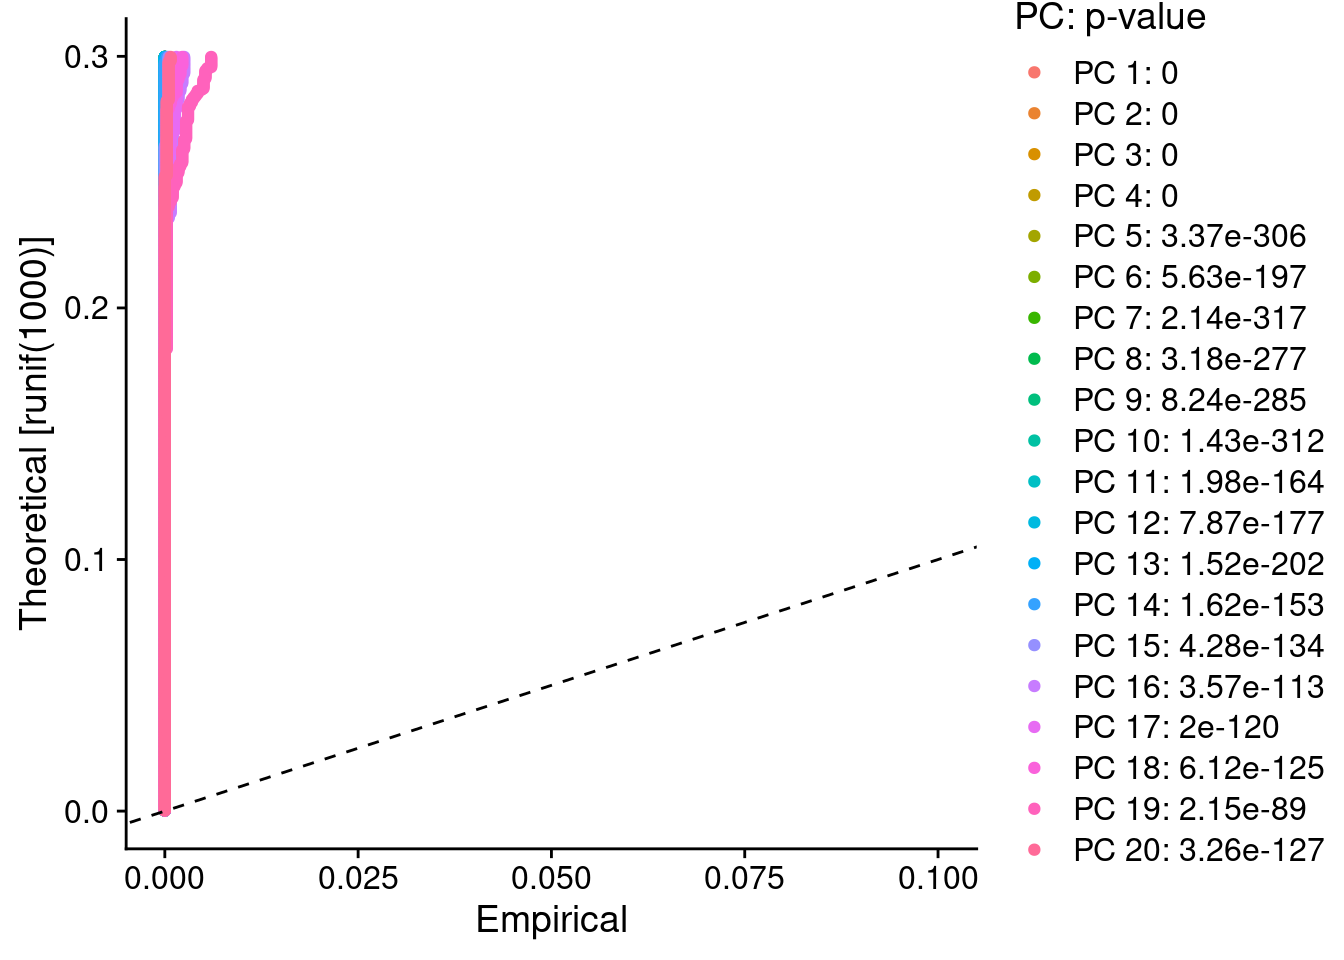 PC: p-value
PC 1: 0
PC 2: 0
PC 3: 0
PC 4: 0
PC 5: 3.37e-306
PC 6: 5.63e-197
PC 7: 2.14e-317
PC 8: 3.18e-277
PC 9: 8.24e-285
PC 10: 1.43e-312
PC 11: 1.98e-164
PC 12: 7.87e-177
PC 13: 1.52e-202
PC 14: 1.62e-153
PC 15: 4.28e-134
PC 16: 3.57e-113
PC 17: 2e-120
PC 18: 6.12e-125
PC 19: 2.15e-89
PC 20: 3.26e-127
Theoretical [runif(1000)]
0.3
0.2
0.1
0.0
0.000 0.025 0.050 0.075 0.100
Empirical